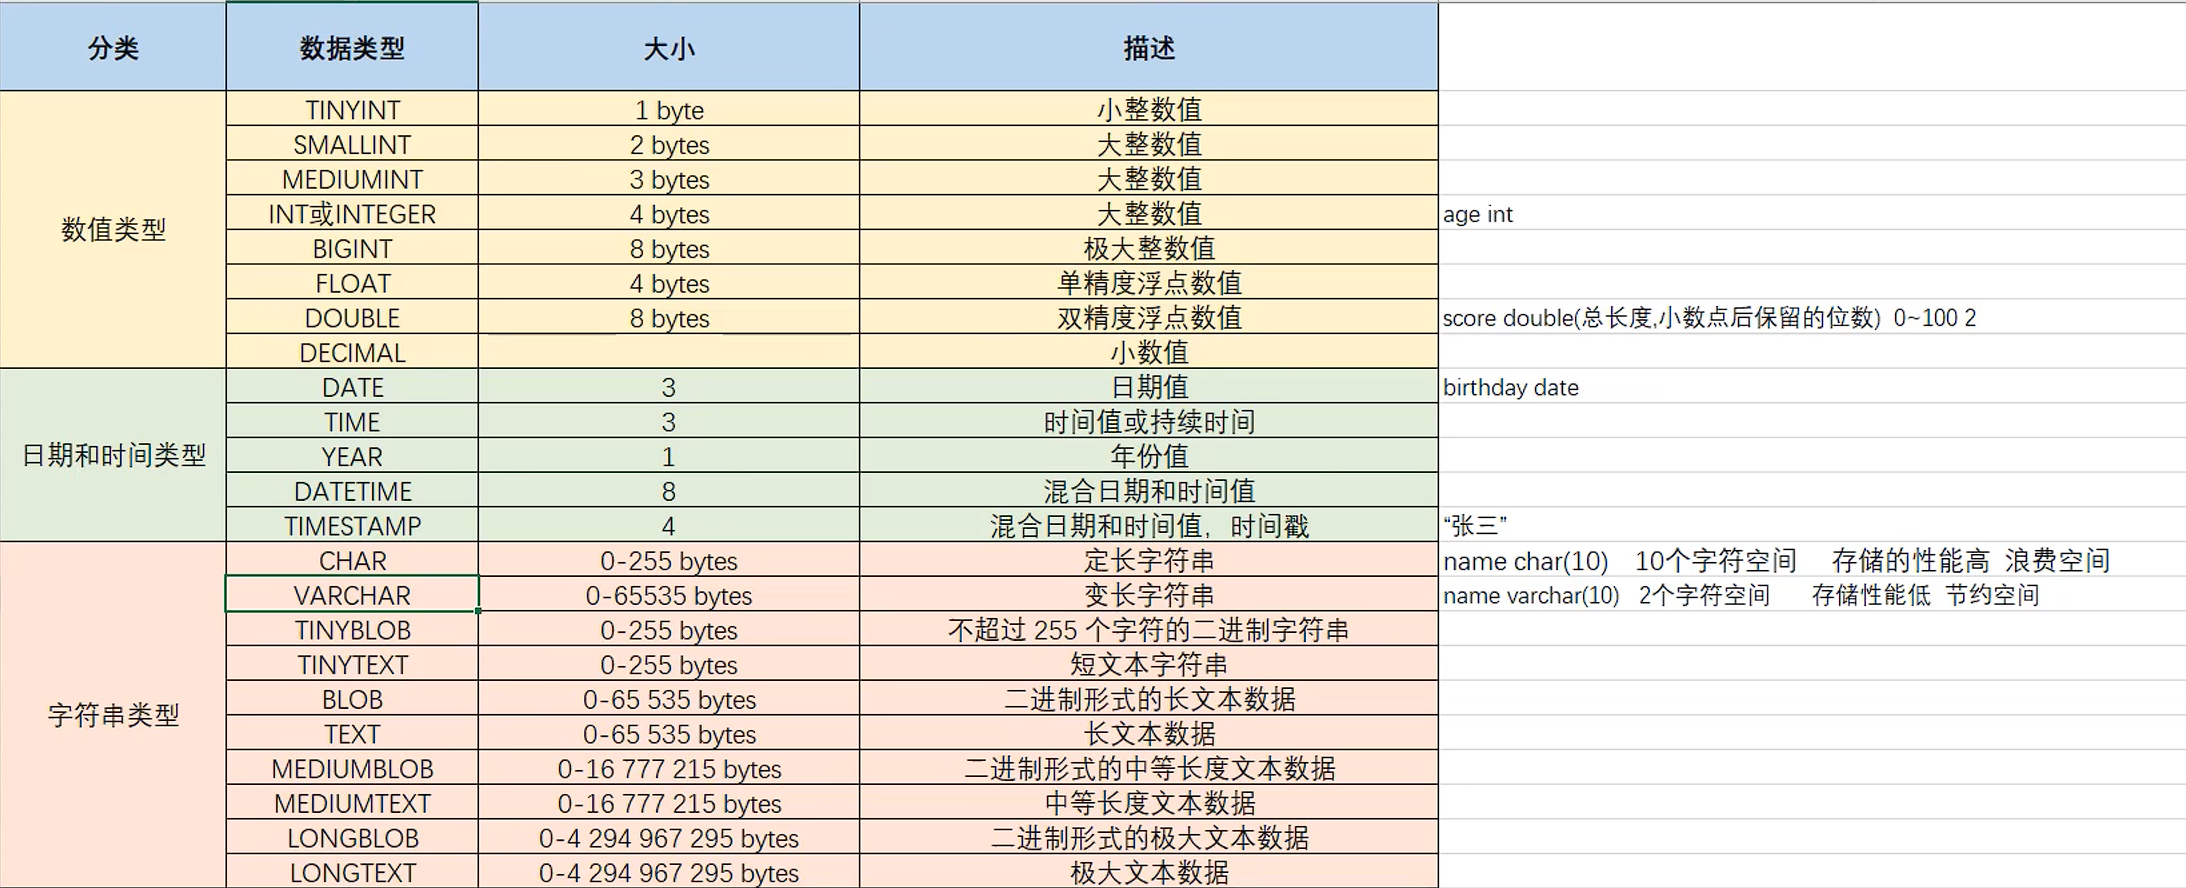 分类 数据类型 大小 描述
TINYINT 1 byte 小整数值
SMALLINT 2 bytes 大整数值
MEDIUMINT 3 bytes 大整数值
数值类型 INT或INTEGER 4 bytes 大整数值 age int
BIGINT 8 bytes 极大整数值
FLOAT 4 bytes 单精度浮点数值
DOUBLE 8 bytes 双精度浮点数值 score double(总长度,小数点后保留的位数) 0~100 2
DECIMAL 小数值
DATE 3 日期值 birthday date
TIME 3 时间值或持续时间
日期和时间类型 YEAR 1 年份值
DATETIME 8 混合日期和时间值
TIMESTAMP 4 混合日期和时间值，时间戳 “张三”
CHAR 0-255 bytes 定长字符串 name char(10) 10个字符空间 存储的性能高 浪费空间
VARCHAR 0-65535 bytes 变长字符串 name varchar(10) 2个字符空间 存储性能低 节约空间
TINYBLOB 0-255 bytes 不超过 255 个字符的二进制字符串
TINYTEXT 0-255 bytes 短文本字符串
字符串类型 BLOB 0-65 535 bytes 二进制形式的长文本数据
TEXT 0-65 535 bytes 长文本数据
MEDIUMBLOB 0-16 777 215 bytes 二进制形式的中等长度文本数据
MEDIUMTEXT 0-16 777 215 bytes 中等长度文本数据
LONGBLOB 0-4 294 967 295 bytes 二进制形式的极大文本数据
LONGTEXT 0-4 294 967 295 bytes 极大文本数据